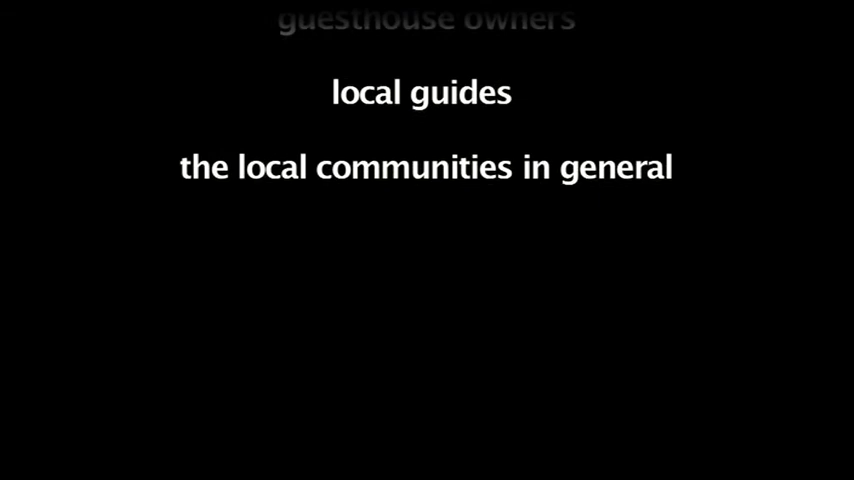 guesthouse owners
local guides
the local communities in general